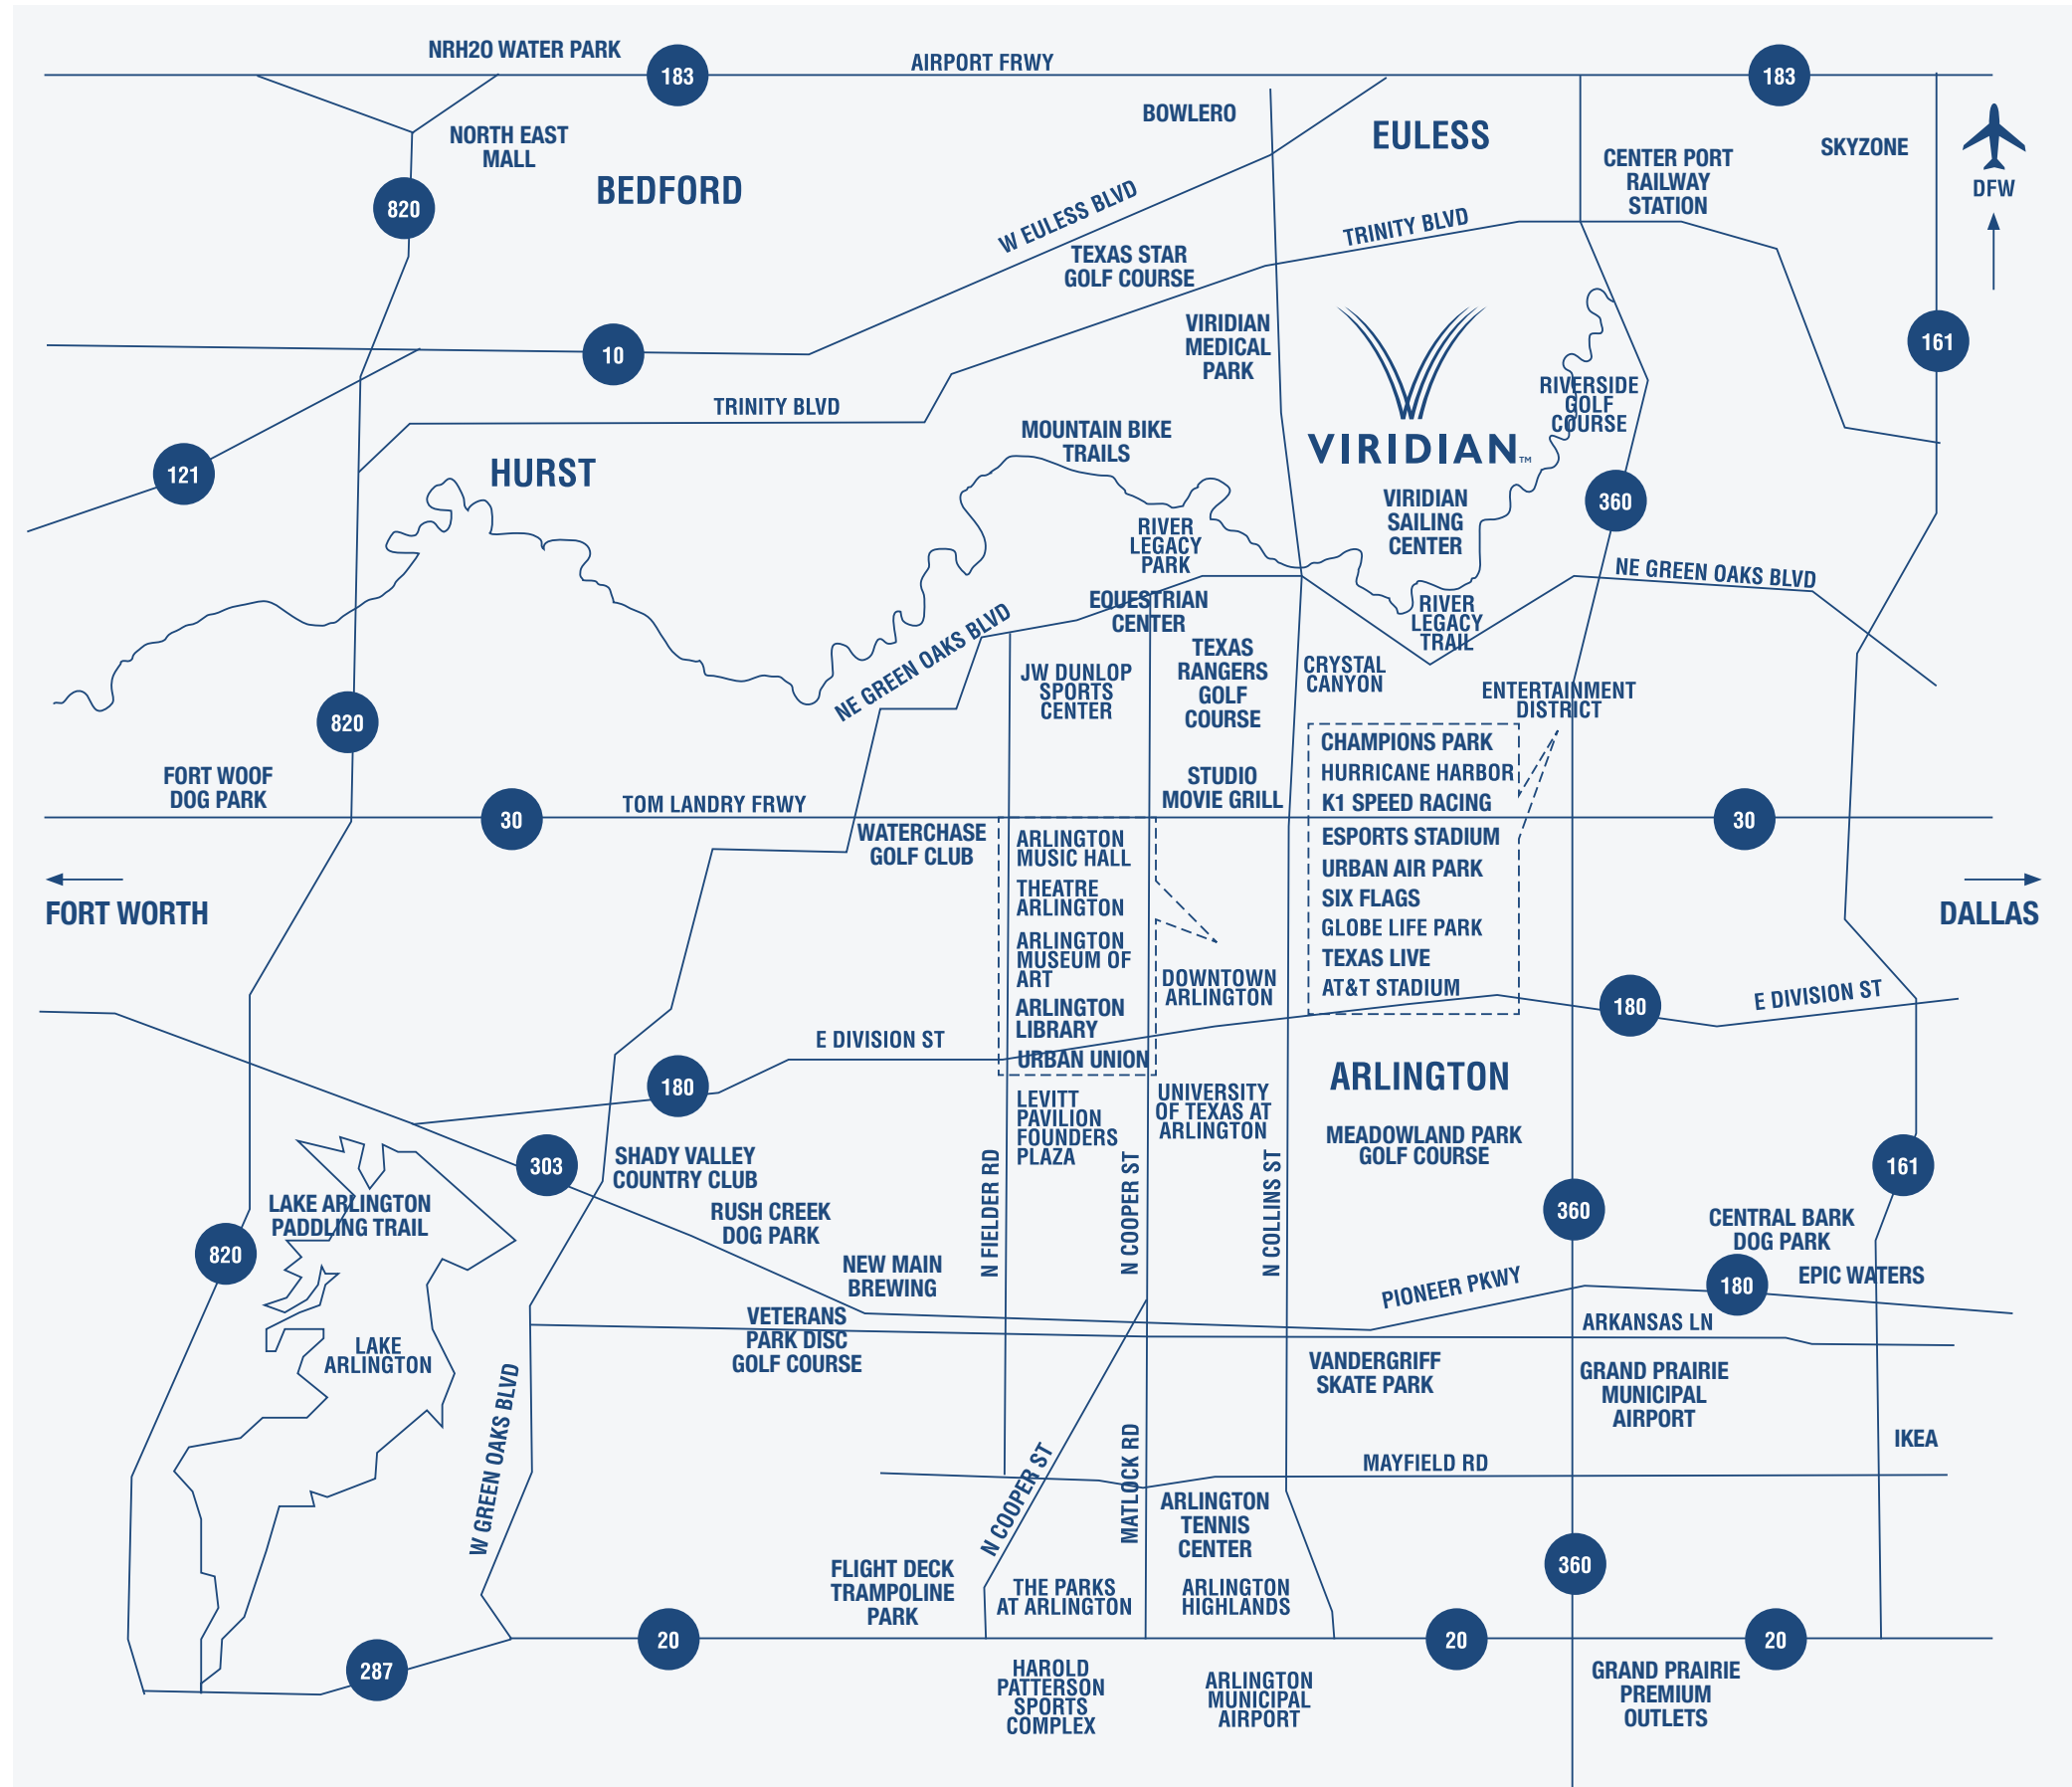 NRH2O WATER PARK
183
AIRPORT FRWY
183
BOWLERO
EULESS
NORTH EAST
MALL
SKYZONE
CENTER PORT
RAILWAY
STATION
DFW
BEDFORD
820
W EULESS BLVD
TRINITY BLVD
TEXAS STAR
GOLF COURSE
VIRIDIAN
MEDICAL
PARK
10
161
RIVERSIDE
GOLF
COURSE
TRINITY BLVD
MOUNTAIN BIKE
TRAILS
VIRIDIAN™
121
HURST
VIRIDIAN
SAILING
CENTER
360
RIVER
LEGACY
PARK
NE GREEN OAKS BLVD
EQUESTRIAN
CENTER
RIVER
LEGACY
TRAIL
NE GREEN OAKS BLVD
JW DUNLOP
SPORTS
CENTER
TEXAS
RANGERS
GOLF
COURSE
CRYSTAL
CANYON
ENTERTAINMENT
DISTRICT
820
CHAMPIONS PARK
HURRICANE HARBOR
K1 SPEED RACING
ESPORTS STADIUM
URBAN AIR PARK
SIX FLAGS
GLOBE LIFE PARK
TEXAS LIVE
AT&T STADIUM
FORT WOOF
DOG PARK
STUDIO
MOVIE GRILL
30
TOM LANDRY FRWY
30
WATERCHASE
GOLF CLUB
ARLINGTON
MUSIC HALL
THEATRE
ARLINGTON
ARLINGTON
MUSEUM OF
ART
ARLINGTON
LIBRARY
URBAN UNION
FORT WORTH
DALLAS
DOWNTOWN
ARLINGTON
180
E DIVISION ST
E DIVISION ST
180
ARLINGTON
LEVITT
PAVILION
FOUNDERS
PLAZA
UNIVERSITY
OF TEXAS AT
ARLINGTON
MEADOWLAND PARK
GOLF COURSE
303
SHADY VALLEY
COUNTRY CLUB
161
LAKE ARLINGTON
PADDLING TRAIL
RUSH CREEK
DOG PARK
N FIELDER RD
N COOPER ST
N COLLINS ST
360
CENTRAL BARK
DOG PARK
820
NEW MAIN
BREWING
PIONEER PKWY
180
EPIC WATERS
VETERANS
PARK DISC
GOLF COURSE
ARKANSAS LN
LAKE
ARLINGTON
VANDERGRIFF
SKATE PARK
GRAND PRAIRIE
MUNICIPAL
AIRPORT
IKEA
W GREEN OAKS BLVD
N COOPER ST
MATLOCK RD
MAYFIELD RD
ARLINGTON
TENNIS
CENTER
360
FLIGHT DECK
TRAMPOLINE
PARK
THE PARKS
AT ARLINGTON
ARLINGTON
HIGHLANDS
20
20
20
287
HAROLD
PATTERSON
SPORTS
COMPLEX
ARLINGTON
MUNICIPAL
AIRPORT
GRAND PRAIRIE
PREMIUM
OUTLETS